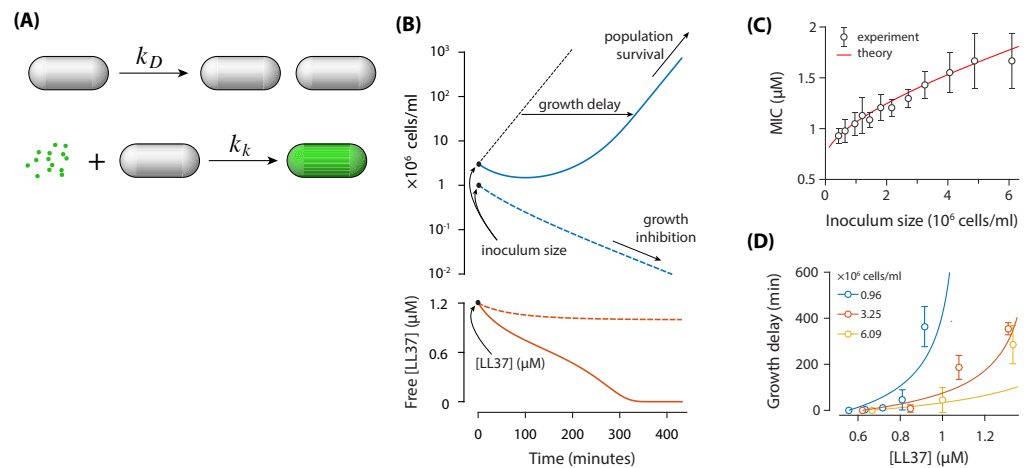 (A)
k_D
+
k_k
(B)
×10⁶ cells/ml
10³
10²
10
1
10⁻¹
10⁻²
population
survival
growth delay
growth
inhibition
inoculum size
Free [LL37] (μM)
1.2
0.6
0
[LL37] (μM)
0
100
200
300
400
Time (minutes)
(C)
MIC (μM)
2
1.5
1
0.5
experiment
theory
0
2
4
6
Inoculum size (10⁶ cells/ml)
(D)
Growth delay (min)
600
400
200
0
×10⁶ cells/ml
0.96
3.25
6.09
0.6
0.8
1
1.2
[LL37] (μM)